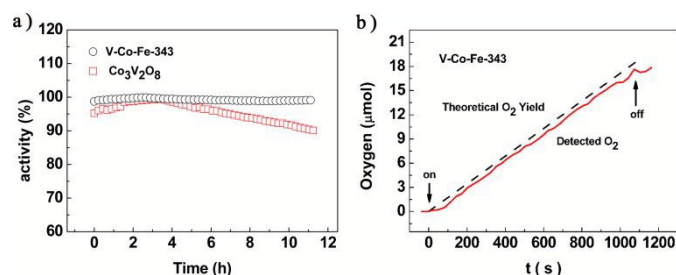 a )
activity (%)
120
110
100
90
80
70
60
V-Co-Fe-343
Co3V2O8
0 2 4 6 8 10 12
Time (h)
b )
Oxygen (μmol)
21
18
15
12
9
6
3
0
V-Co-Fe-343
Theoretical O2 Yield
Detected O2
on
off
0 200 400 600 800 1000 1200
t ( s )